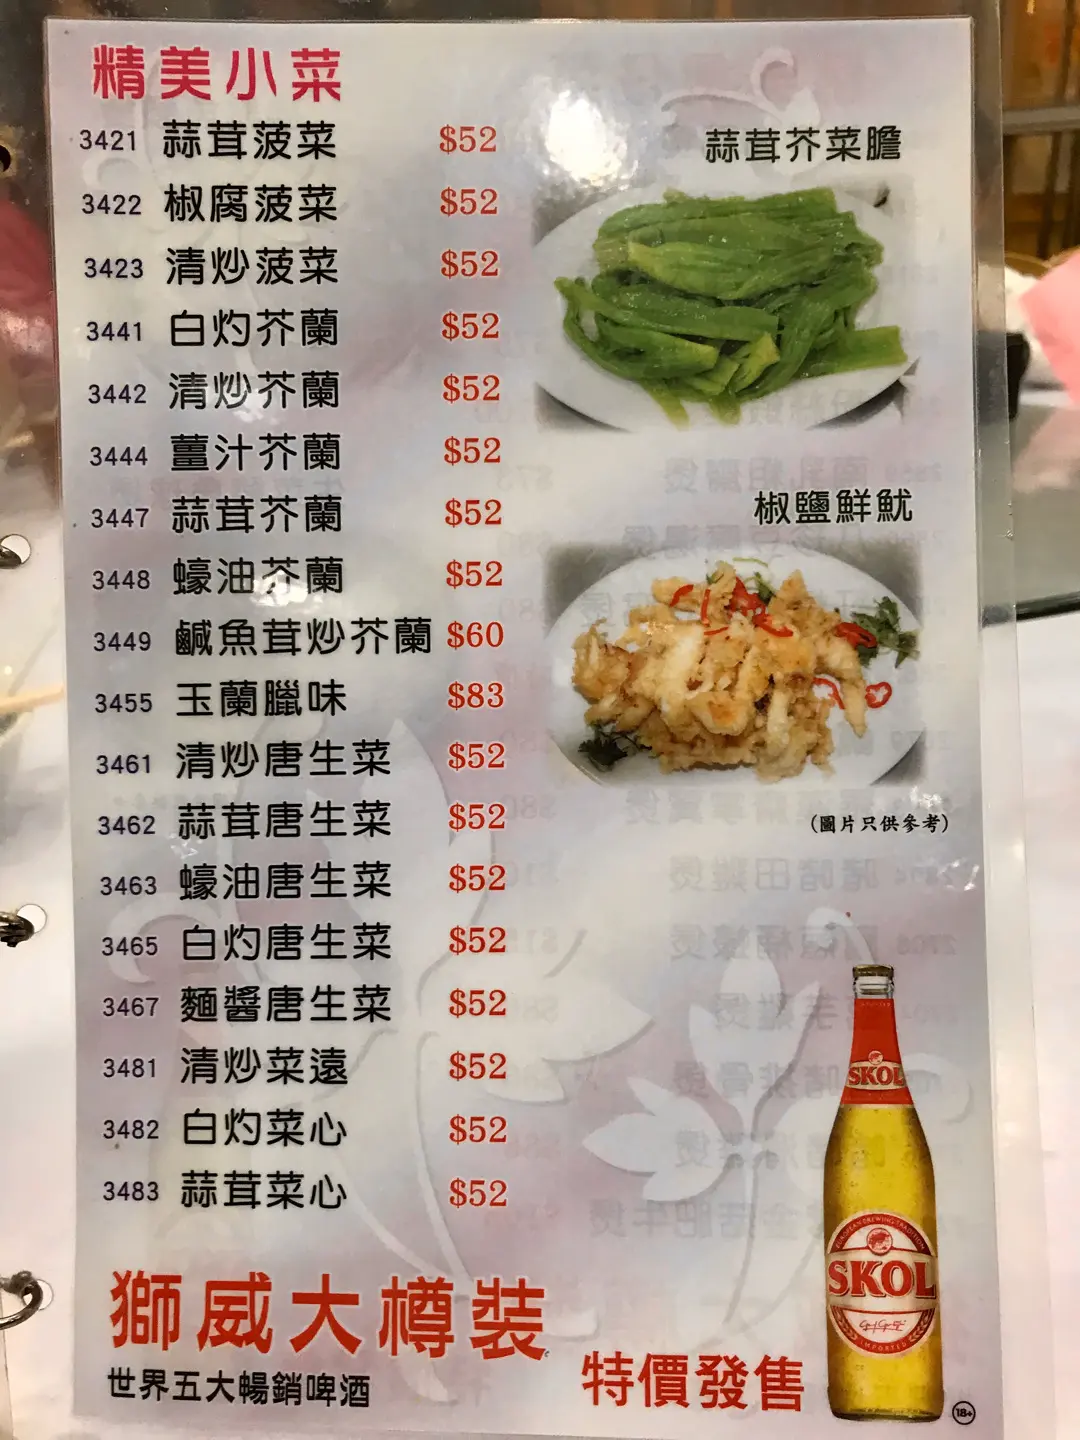 精美小菜
3421 蒜茸菠菜 $52
3422 椒腐菠菜 $52
3423 清炒菠菜 $52
3441 白灼芥蘭 $52
3442 清炒芥蘭 $52
3444 薑汁芥蘭 $52
3447 蒜茸芥蘭 $52
3448 蠔油芥蘭 $52
3449 鹹魚茸炒芥蘭 $60
3455 玉蘭臘味 $83
3461 清炒唐生菜 $52
3462 蒜茸唐生菜 $52
3463 蠔油唐生菜 $52
3465 白灼唐生菜 $52
3467 麵醬唐生菜 $52
3481 清炒菜遠 $52
3482 白灼菜心 $52
3483 蒜茸菜心 $52
蒜茸芥菜膽
椒鹽鮮魷
(圖片只供參考)
獅威大樽裝
世界五大暢銷啤酒
特價發售
SKOL
EUROPEAN BREWING TRADITION
SKOL
IMPORTED
18+